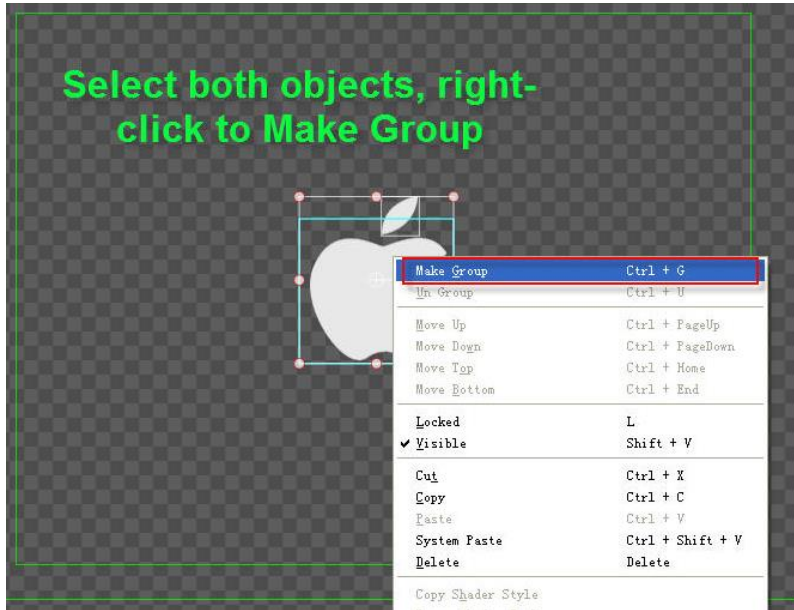 Select both objects, right-
click to Make Group
Make Group Ctrl + G
Un Group Ctrl + U
Move Up Ctrl + PageUp
Move Down Ctrl + PageDown
Move Top Ctrl + Home
Move Bottom Ctrl + End
Locked L
Visible Shift + V
Cut Ctrl + X
Copy Ctrl + C
Paste Ctrl + V
System Paste Ctrl + Shift + V
Delete Delete
Copy Shader Style